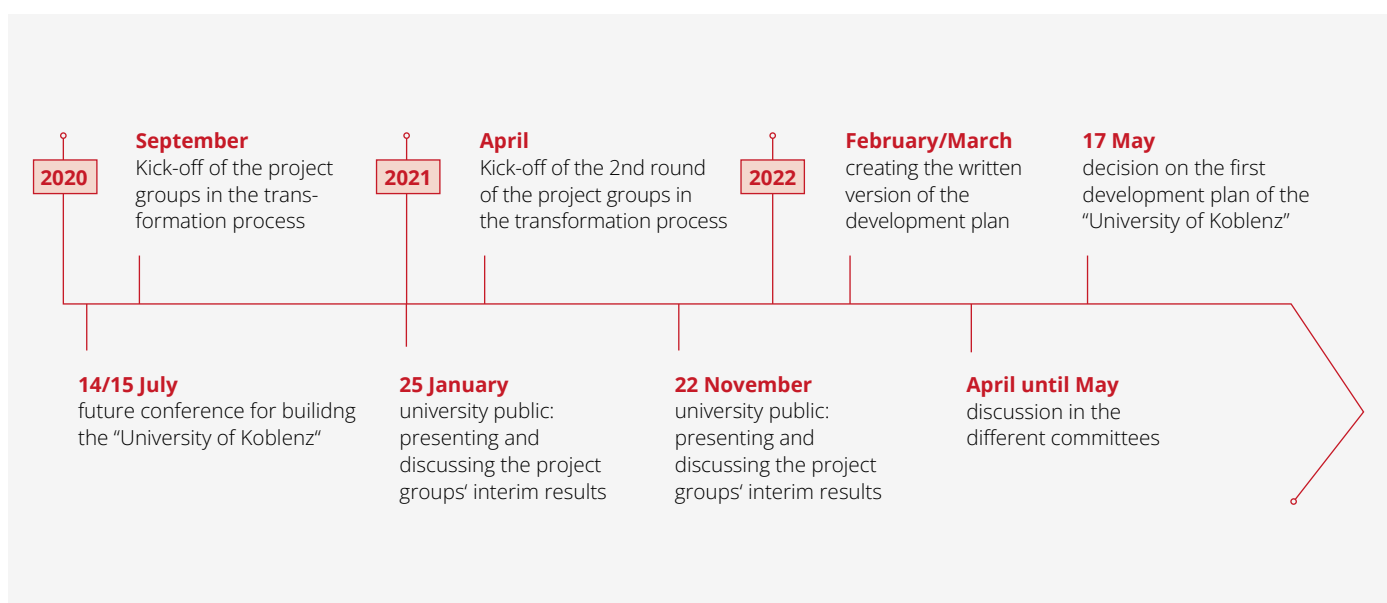 2020
September
Kick-off of the project
groups in the trans-
formation process
14/15 July
future conference for builidng
the “University of Koblenz“
2021
April
Kick-off of the 2nd round
of the project groups in
the transformation process
25 January
university public:
presenting and
discussing the project
groups‘ interim results
22 November
university public:
presenting and
discussing the project
groups‘ interim results
2022
February/March
creating the written
version of the
development plan
17 May
decision on the first
development plan of the
“University of Koblenz”
April until May
discussion in the
different committees